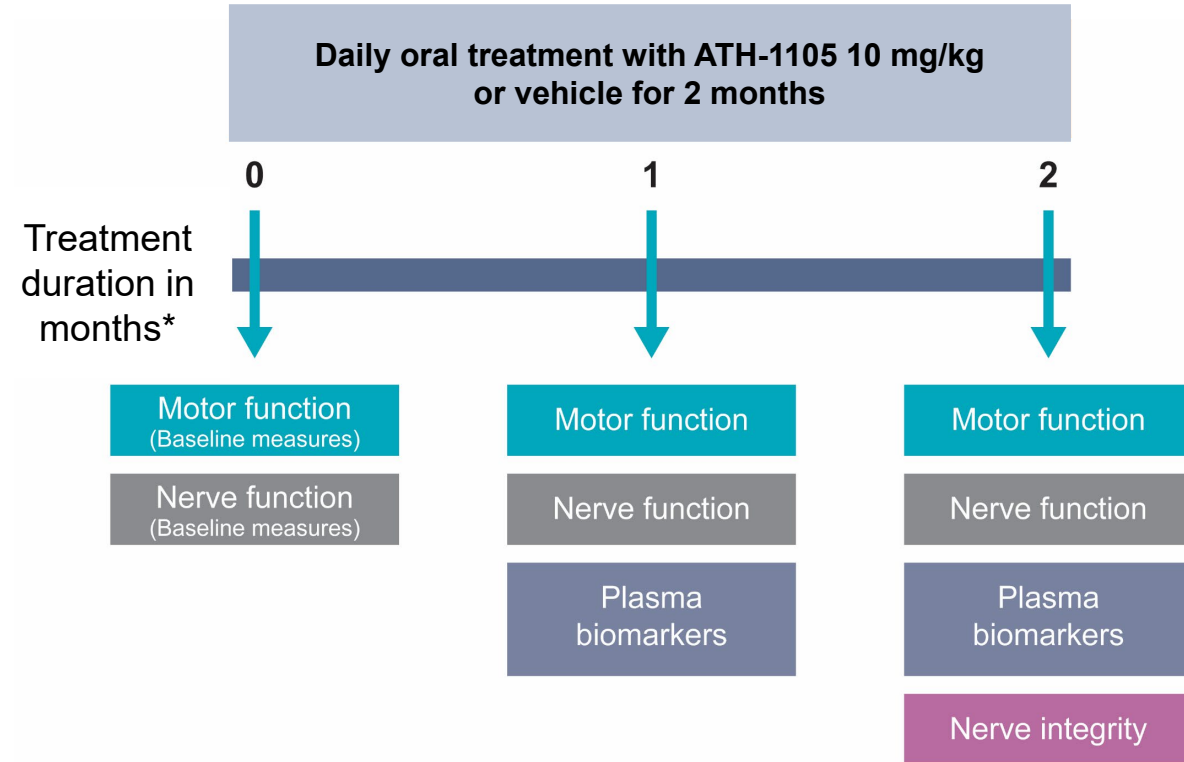 Daily oral treatment with ATH-1105 10 mg/kg
or vehicle for 2 months
0
1
2
Treatment
duration in
months*
Motor function
(Baseline measures)
Motor function
Motor function
Nerve function
(Baseline measures)
Nerve function
Nerve function
Plasma
biomarkers
Plasma
biomarkers
Nerve integrity